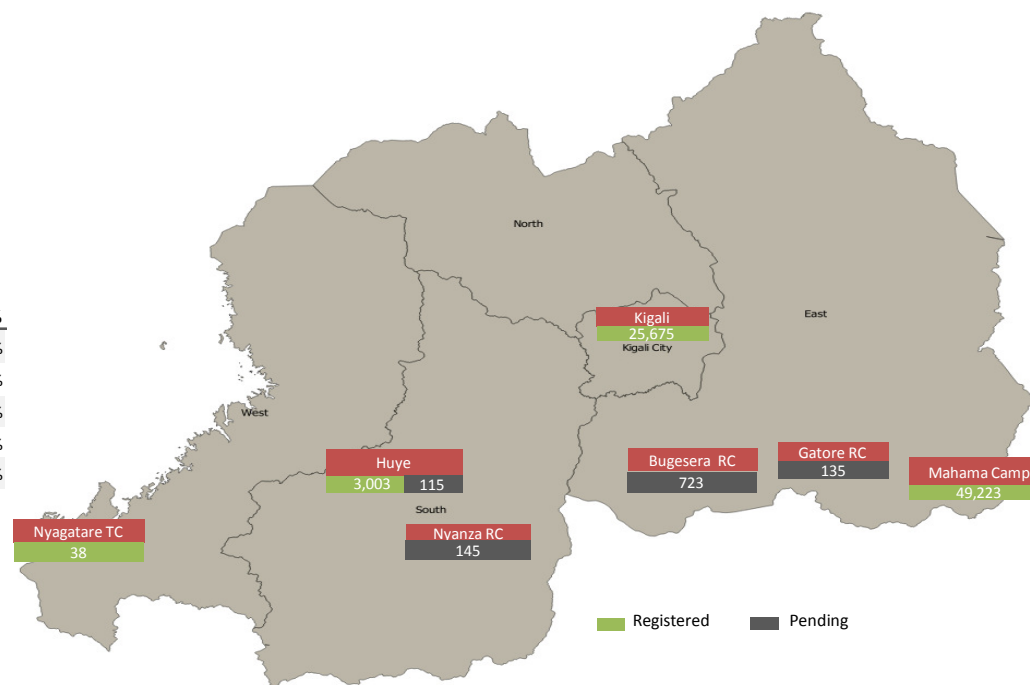 North
Kigali
25,675
Kigali City
East
%
%
%
%
%
West
Huye
3,003 115
South
Bugesera RC
723
Gatore RC
135
Mahama Camp
49,223
Nyagatare TC
38
Nyanza RC
145
Registered Pending